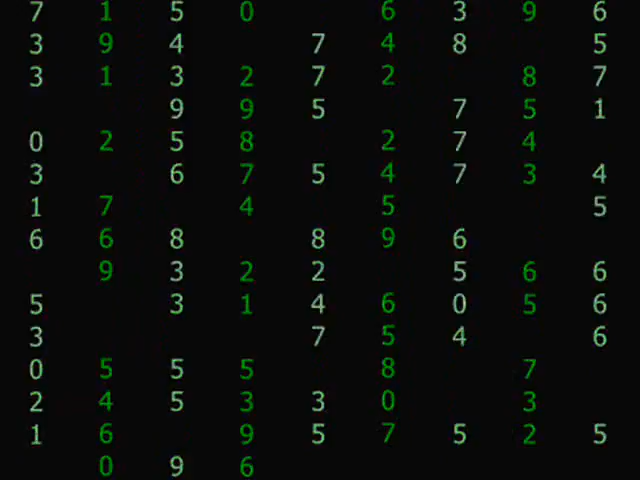 7 1 5 0 6 3 9 6
3 9 4 7 4 8 5
3 1 3 2 7 2 8 7
9 9 5 7 5 1
0 2 5 8 2 7 4
3 6 7 5 4 7 3 4
1 7 4 5 5
6 6 8 8 9 6
9 3 2 2 5 6 6
5 3 1 4 6 0 5 6
3 7 5 4 6
0 5 5 5 8 7
2 4 5 3 3 0 3
1 6 9 5 7 5 2 5
0 9 6